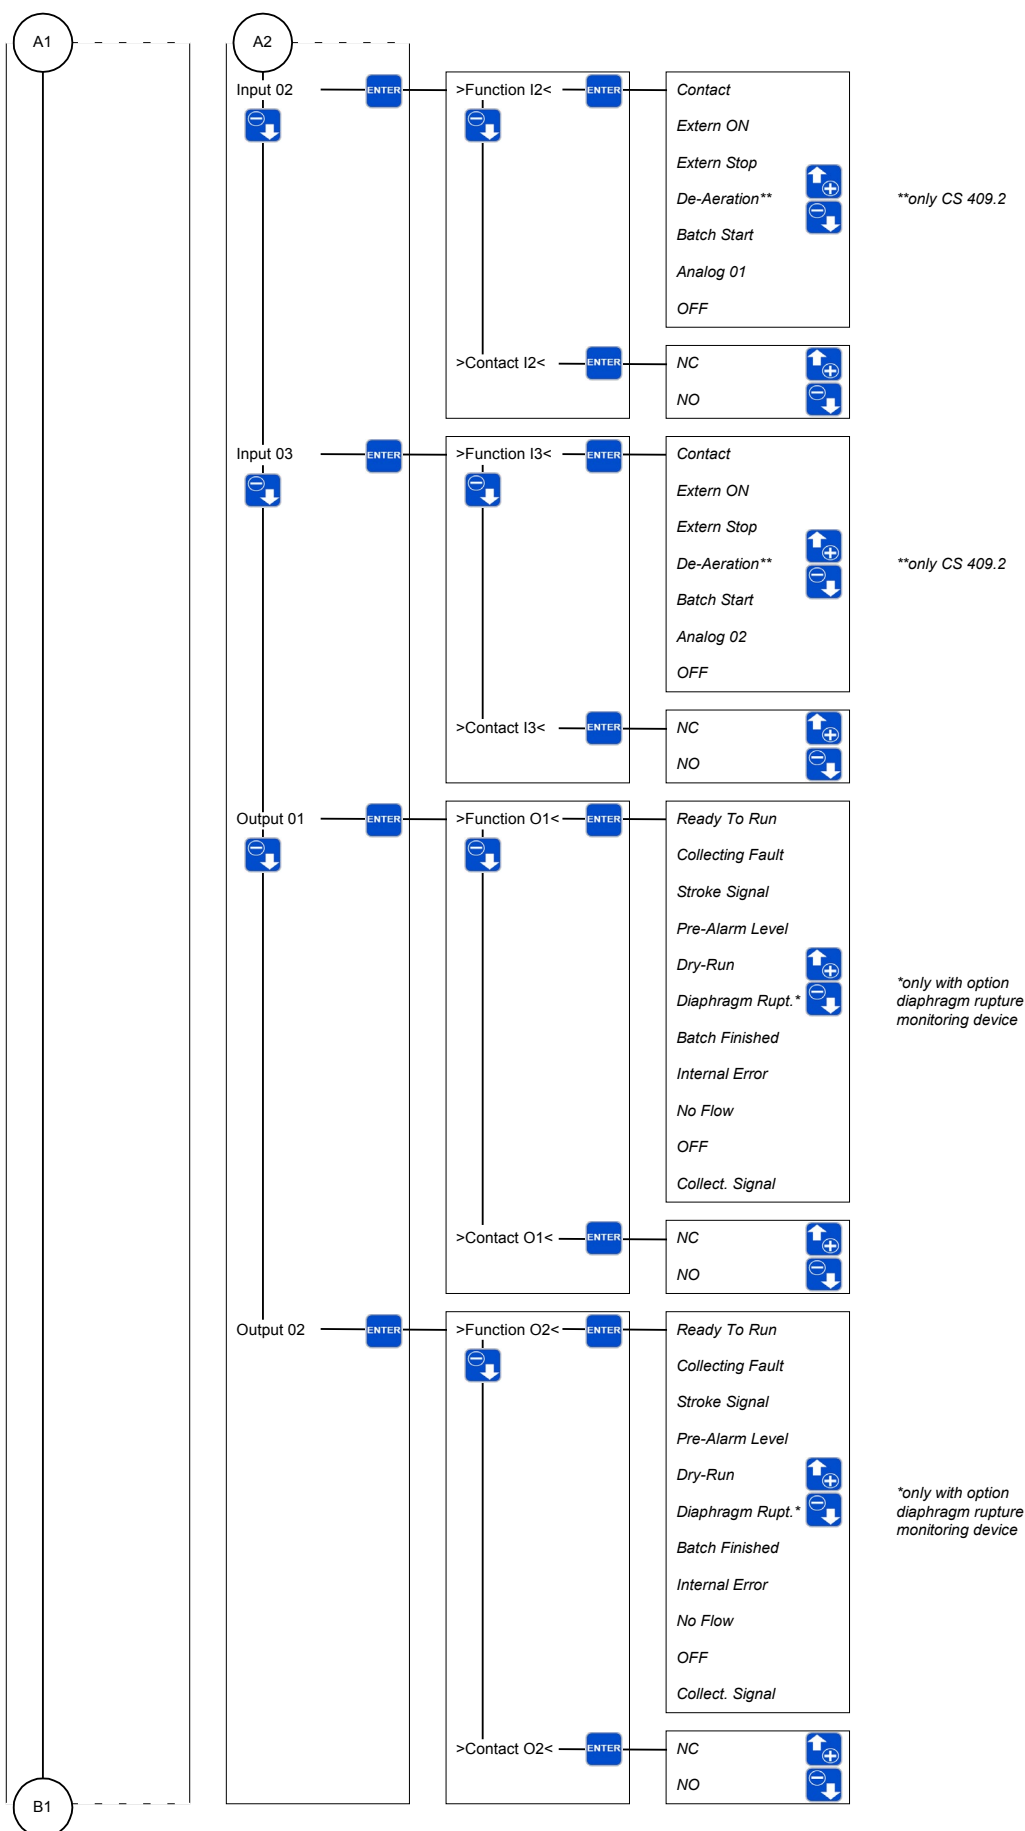 A1
A2
Input 02 ENTER >Function I2< ENTER Contact
Extern ON
Extern Stop
De-Aeration** **only CS 409.2
Batch Start
Analog 01
OFF
>Contact I2< ENTER NC
NO
Input 03 ENTER >Function I3< ENTER Contact
Extern ON
Extern Stop
De-Aeration** **only CS 409.2
Batch Start
Analog 02
OFF
>Contact I3< ENTER NC
NO
Output 01 ENTER >Function O1< ENTER Ready To Run
Collecting Fault
Stroke Signal
Pre-Alarm Level
Dry-Run
Diaphragm Rupt.*
*only with option
diaphragm rupture
monitoring device
Batch Finished
Internal Error
No Flow
OFF
Collect. Signal
>Contact O1< ENTER NC
NO
Output 02 ENTER >Function O2< ENTER Ready To Run
Collecting Fault
Stroke Signal
Pre-Alarm Level
Dry-Run
Diaphragm Rupt.*
*only with option
diaphragm rupture
monitoring device
Batch Finished
Internal Error
No Flow
OFF
Collect. Signal
>Contact O2< ENTER NC
NO
B1